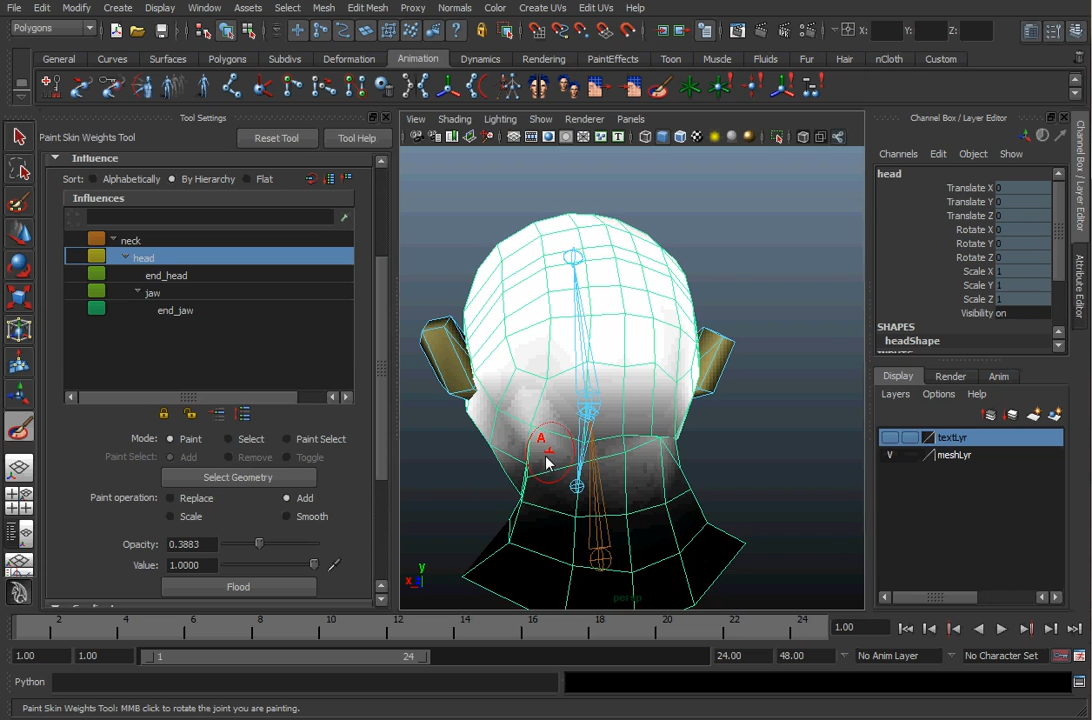 File Edit Modify Create Display Window Assets Select Mesh Edit Mesh Proxy Normals Color Create UVs Edit UVs Help
Polygons X: Y: Z:
General Curves Surfaces Polygons Subdivs Deformation Animation Dynamics Rendering PaintEffects Toon Muscle Fluids Fur Hair nCloth Custom
Tool Settings
Paint Skin Weights Tool Reset Tool Tool Help
Influence
Sort: Alphabetically By Hierarchy Flat
Influences
neck
head
end_head
jaw
end_jaw
Mode: Paint Select Paint Select
Paint Select: Add Remove Toggle
Select Geometry
Paint operation: Replace Add
Scale Smooth
Opacity: 0.3883
Value: 1.0000
Flood
View Shading Lighting Show Renderer Panels
A
y
x z
persp
Channel Box / Layer Editor
Channels Edit Object Show
head
Translate X 0
Translate Y 0
Translate Z 0
Rotate X 0
Rotate Y 0
Rotate Z 0
Scale X 1
Scale Y 1
Scale Z 1
Visibility on
SHAPES
headShape
Display Render Anim
Layers Options Help
textLyr
V meshLyr
Channel Box / Layer Editor
Attribute Editor
2 4 6 8 10 12 14 16 18 20 22 24 1.00
1.00 1.00 1 24 24.00 48.00 No Anim Layer No Character Set
Python
Paint Skin Weights Tool: MMB click to rotate the joint you are painting.